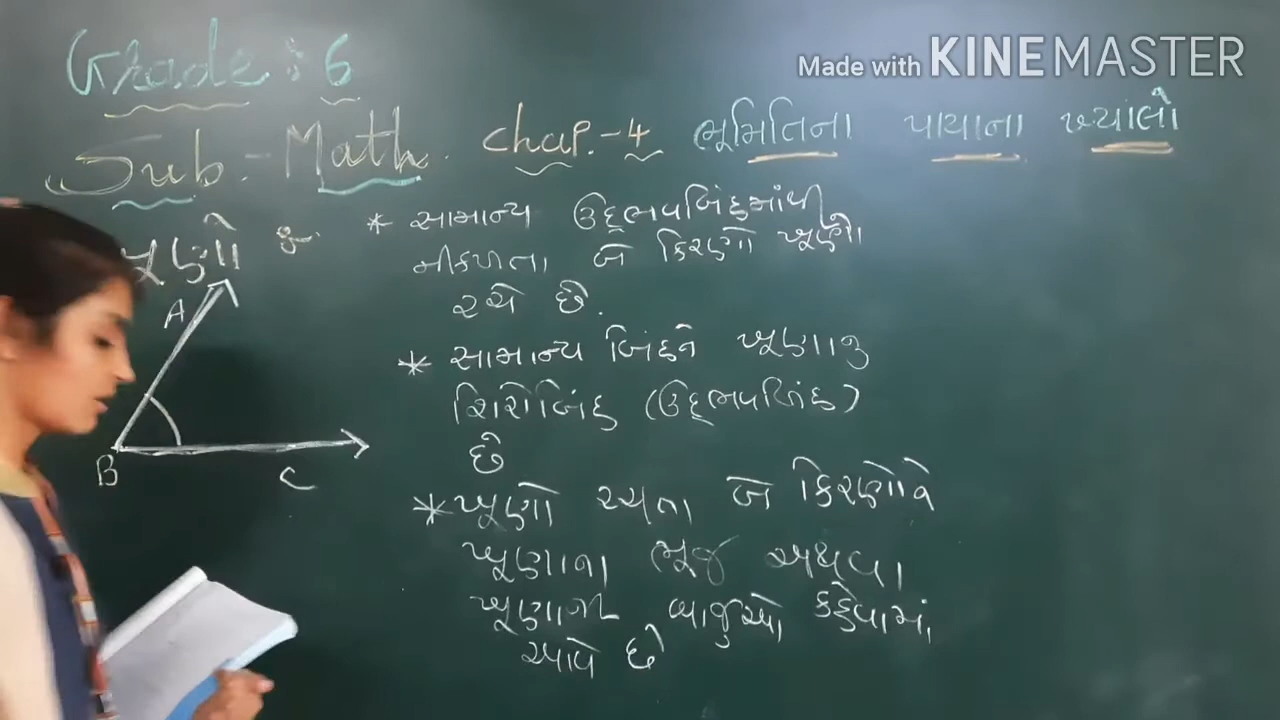 Made with KINEMASTER
Grade : 6
Sub :- Math. Chap.-4 ભૂમિતિના પાયાના ખ્યાલો
ખૂણો :-
* સામાન્ય ઉદ્ભવબિંદુમાંથી
નીકળતા બે કિરણો ખૂણો
રચે છે.
* સામાન્ય બિંદુને ખૂણાનુ
શિરોબિંદુ (ઉદ્ભવબિંદુ)
છે
* ખૂણો રચતા બે કિરણોને
ખૂણાના ભૂજ અથવા
ખૂણાની બાજુઓ કહેવામાં
આવે છે
A
B
C